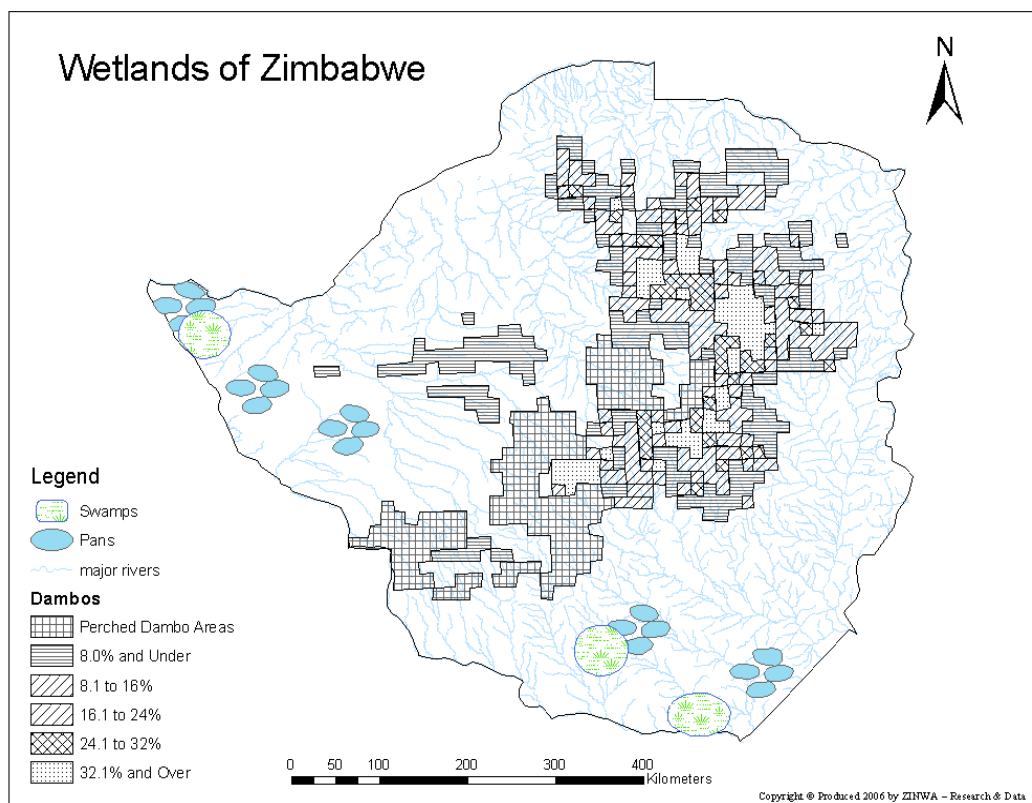 Wetlands of Zimbabwe
N
Legend
Swamps
Pans
major rivers
Dambos
Perched Dambo Areas
8.0% and Under
8.1 to 16%
16.1 to 24%
24.1 to 32%
32.1% and Over
0 50 100 200 300 400
Kilometers
Copyright © Produced 2006 by ZINWA – Research & Data